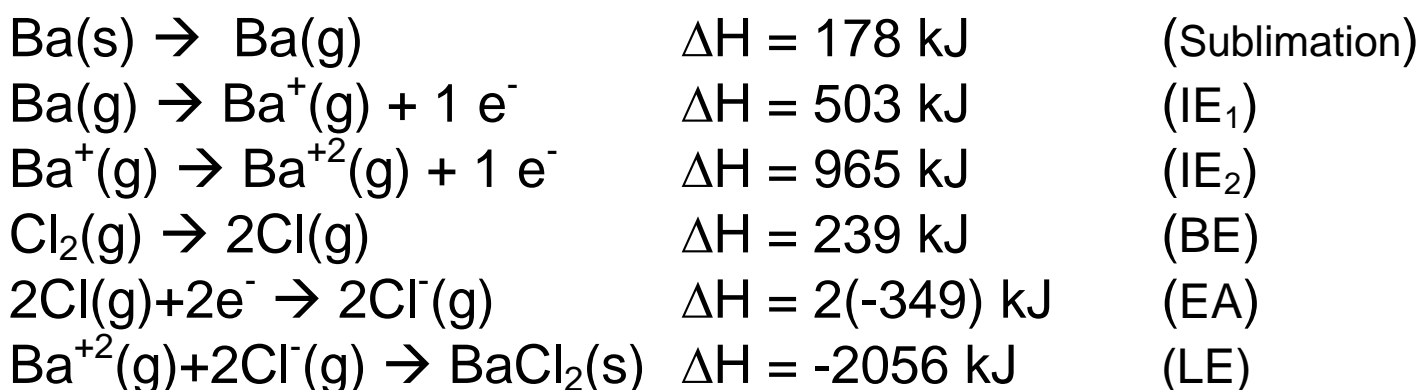 Ba(s) → Ba(g) ΔH = 178 kJ (Sublimation)
Ba(g) → Ba⁺(g) + 1 e⁻ ΔH = 503 kJ (IE₁)
Ba⁺(g) → Ba⁺²(g) + 1 e⁻ ΔH = 965 kJ (IE₂)
Cl₂(g) → 2Cl(g) ΔH = 239 kJ (BE)
2Cl(g)+2e⁻ → 2Cl⁻(g) ΔH = 2(-349) kJ (EA)
Ba⁺²(g)+2Cl⁻(g) → BaCl₂(s) ΔH = -2056 kJ (LE)